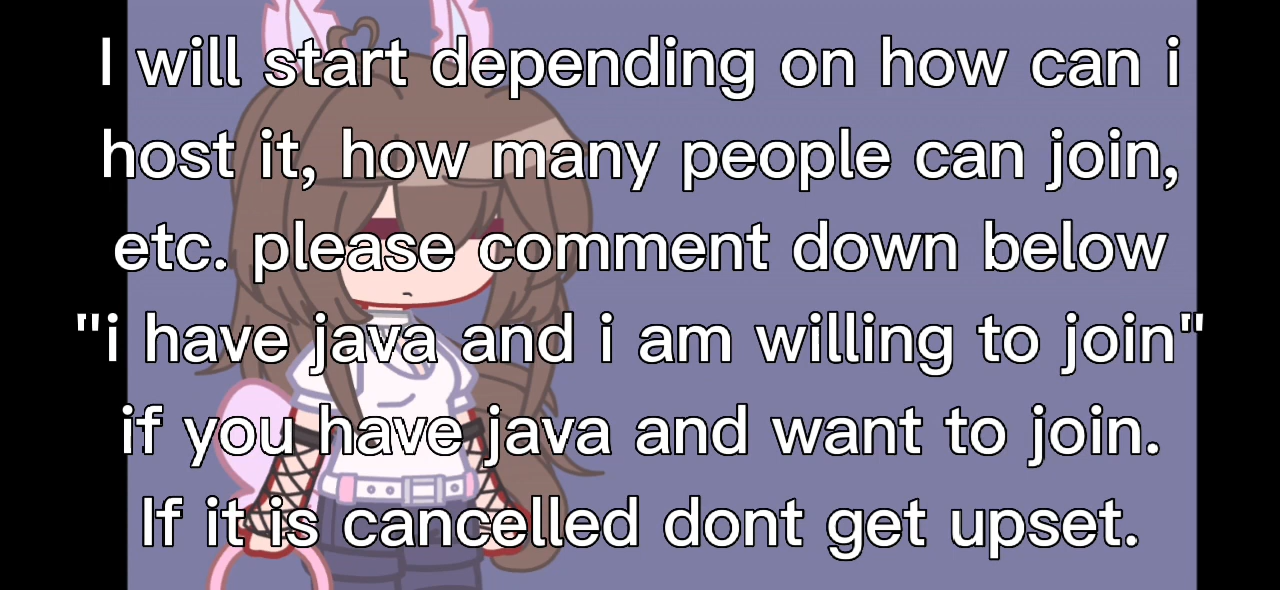 I will start depending on how can i
host it, how many people can join,
etc. please comment down below
"i have java and i am willing to join"
if you have java and want to join.
If it is cancelled dont get upset.